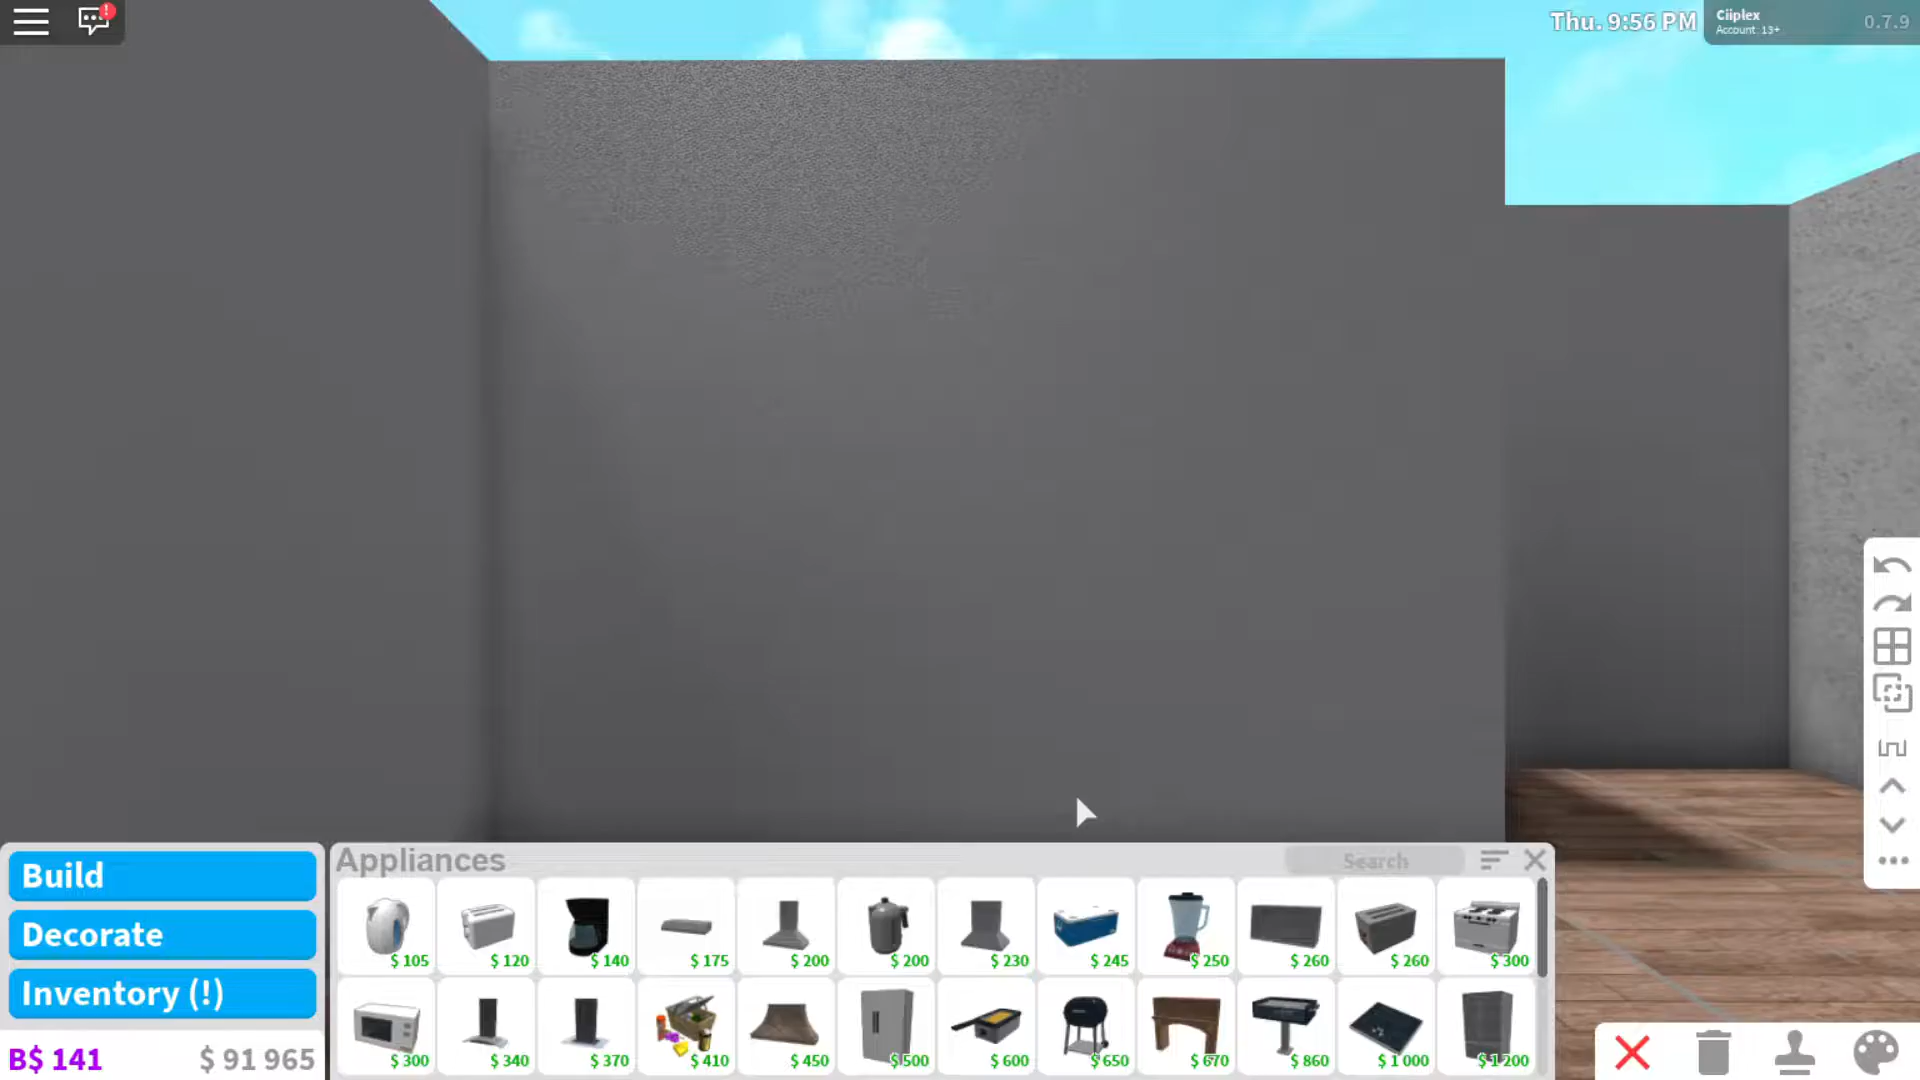 Thu. 9:56 PM
Ciiplex
Account: 13+
0.7.9
Build
Decorate
Inventory (!)
B$ 141
$ 91 965
Appliances
Search
$ 105
$ 120
$ 140
$ 175
$ 200
$ 200
$ 230
$ 245
$ 250
$ 260
$ 260
$ 300
$ 300
$ 340
$ 370
$ 410
$ 450
$ 500
$ 600
$ 650
$ 670
$ 860
$ 1 000
$ 1 200